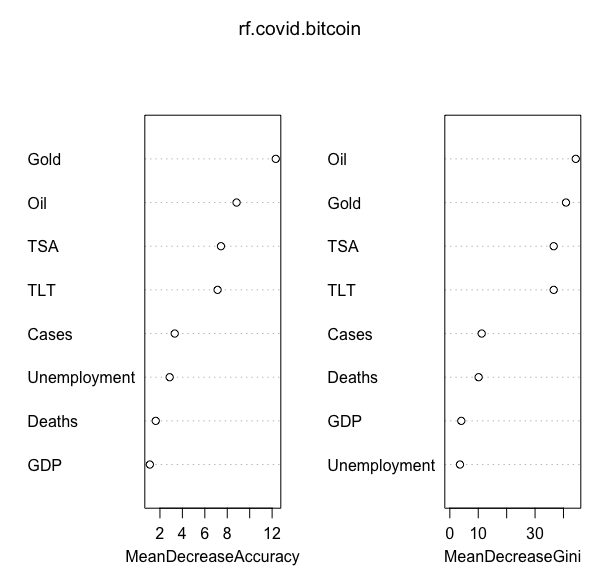 rf.covid.bitcoin
Gold
Oil
TSA
TLT
Cases
Unemployment
Deaths
GDP
2 4 6 8 12
MeanDecreaseAccuracy
Oil
Gold
TSA
TLT
Cases
Deaths
GDP
Unemployment
0 10 30
MeanDecreaseGini